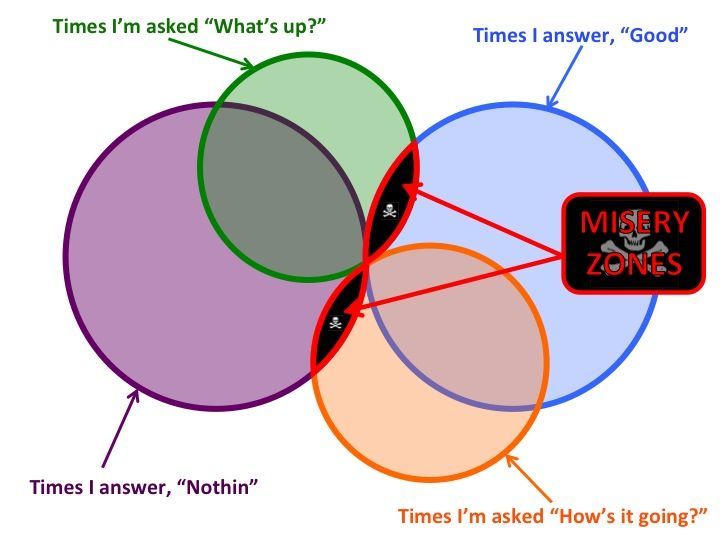 Times I’m asked “What’s up?”
Times I answer, “Good”
MISERY
ZONES
Times I answer, “Nothin”
Times I’m asked “How’s it going?”